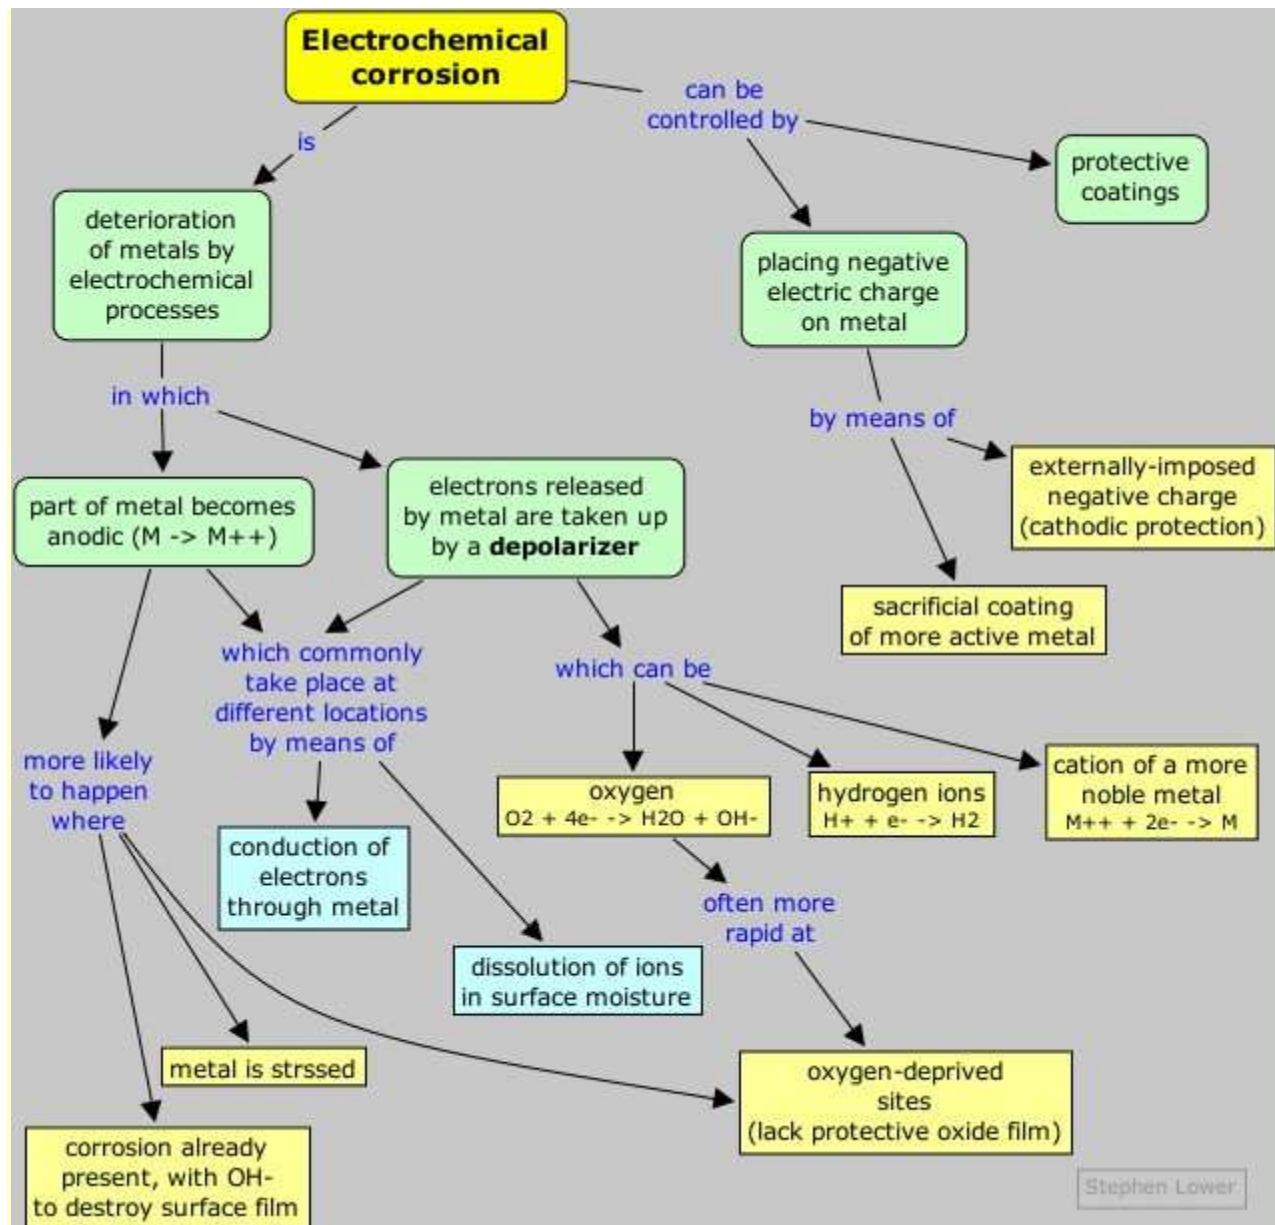 Electrochemical
corrosion
is
can be
controlled by
protective
coatings
deterioration
of metals by
electrochemical
processes
placing negative
electric charge
on metal
in which
by means of
part of metal becomes
anodic (M -> M++)
electrons released
by metal are taken up
by a depolarizer
externally-imposed
negative charge
(cathodic protection)
sacrificial coating
of more active metal
which commonly
take place at
different locations
by means of
which can be
more likely
to happen
where
oxygen
O2 + 4e- -> H2O + OH-
hydrogen ions
H+ + e- -> H2
cation of a more
noble metal
M++ + 2e- -> M
conduction of
electrons
through metal
often more
rapid at
dissolution of ions
in surface moisture
metal is strssed
oxygen-deprived
sites
(lack protective oxide film)
corrosion already
present, with OH-
to destroy surface film
Stephen Lower